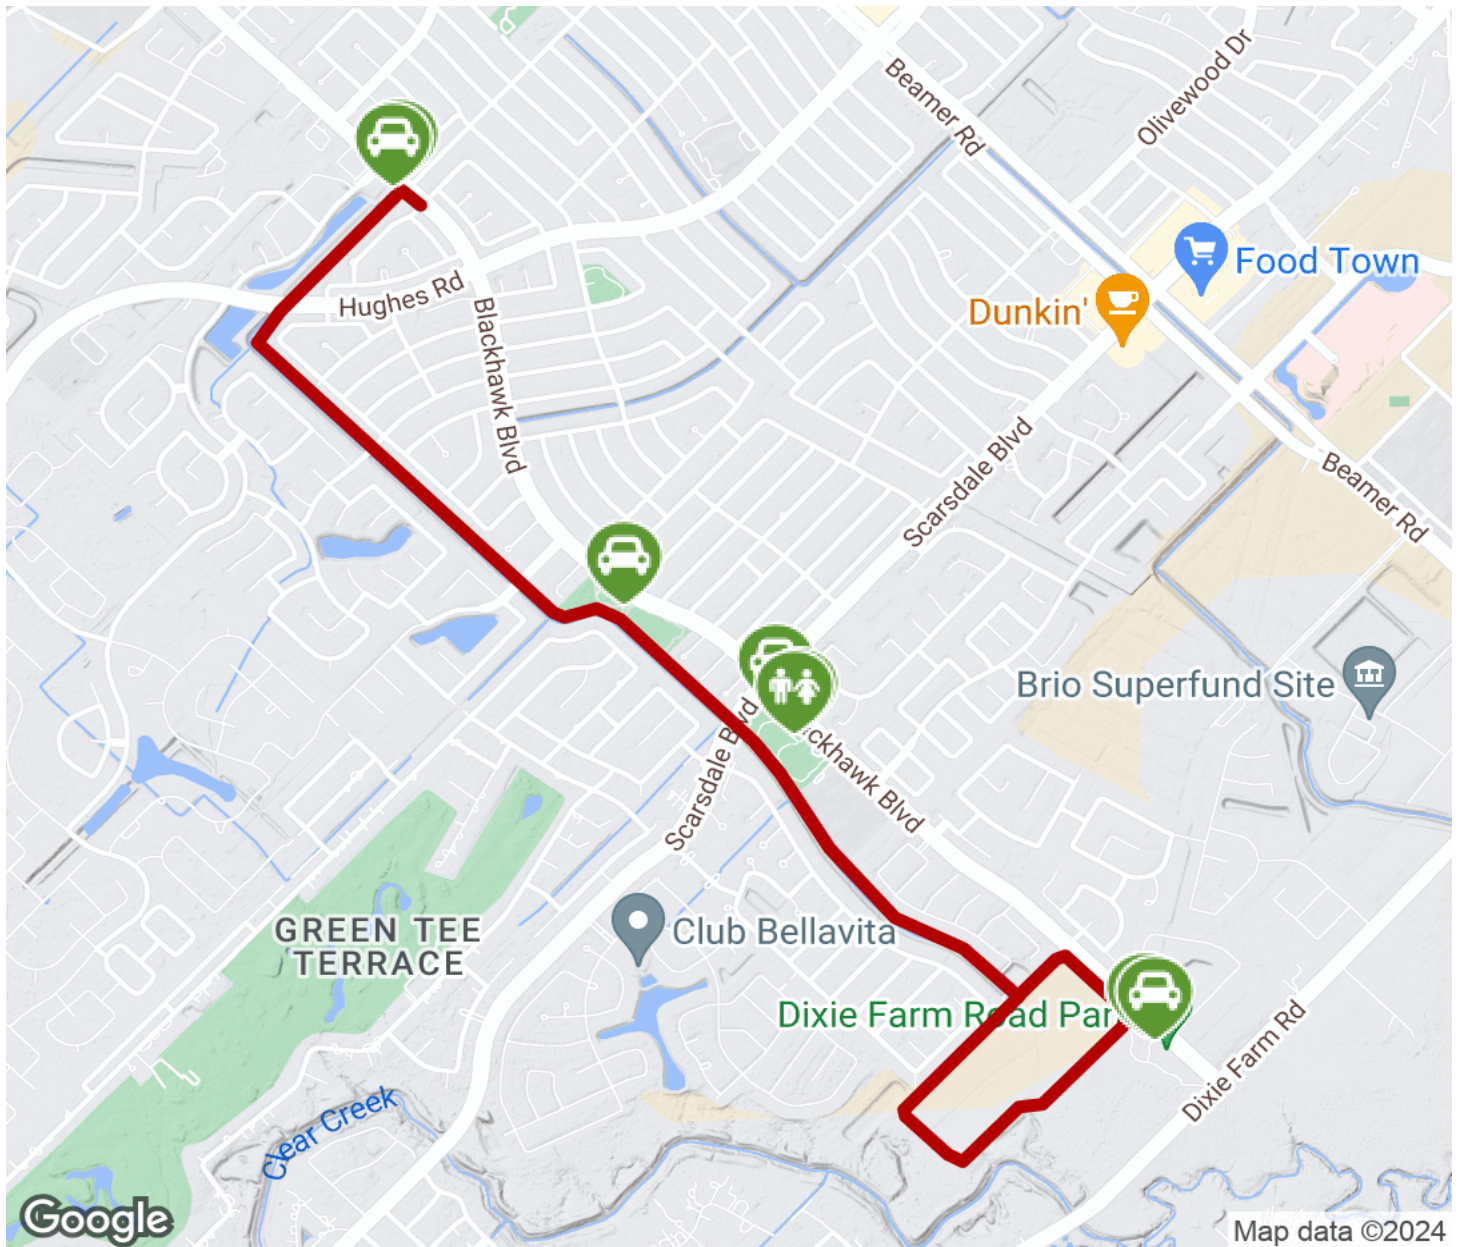 Beamer Rd
Olivewood Dr
Food Town
Dunkin'
Hughes Rd
Blackhawk Blvd
Scarsdale Blvd
Beamer Rd
Brio Superfund Site
Scarsdale Blvd
ckhawk Blvd
GREEN TEE
TERRACE
Club Bellavita
Dixie Farm Road Par
Dixie Farm Rd
Clear Creek
Google
Map data ©2024